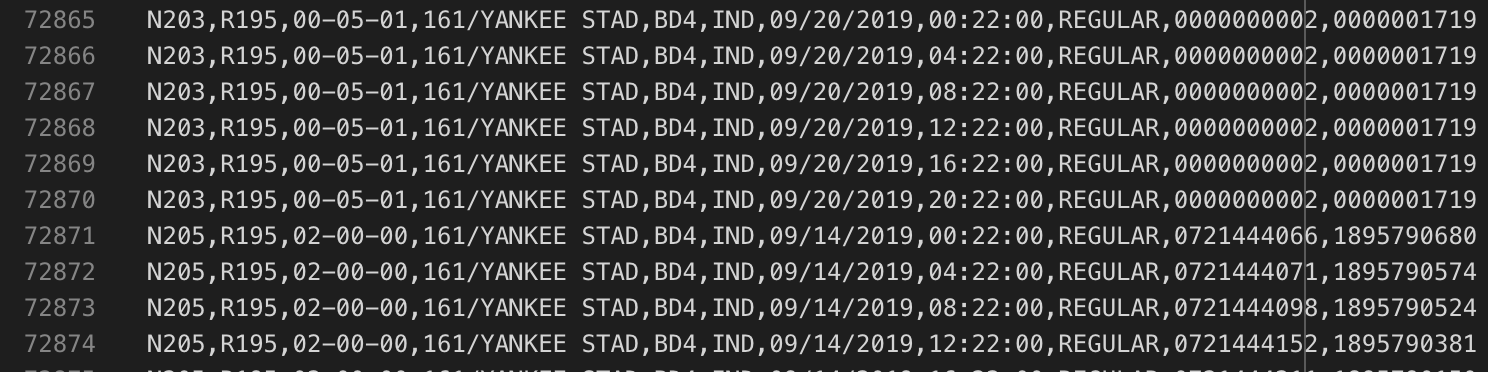 72865 N203,R195,00-05-01,161/YANKEE STAD,BD4,IND,09/20/2019,00:22:00,REGULAR,0000000002,0000001719
72866 N203,R195,00-05-01,161/YANKEE STAD,BD4,IND,09/20/2019,04:22:00,REGULAR,0000000002,0000001719
72867 N203,R195,00-05-01,161/YANKEE STAD,BD4,IND,09/20/2019,08:22:00,REGULAR,0000000002,0000001719
72868 N203,R195,00-05-01,161/YANKEE STAD,BD4,IND,09/20/2019,12:22:00,REGULAR,0000000002,0000001719
72869 N203,R195,00-05-01,161/YANKEE STAD,BD4,IND,09/20/2019,16:22:00,REGULAR,0000000002,0000001719
72870 N203,R195,00-05-01,161/YANKEE STAD,BD4,IND,09/20/2019,20:22:00,REGULAR,0000000002,0000001719
72871 N205,R195,02-00-00,161/YANKEE STAD,BD4,IND,09/14/2019,00:22:00,REGULAR,0721444066,1895790680
72872 N205,R195,02-00-00,161/YANKEE STAD,BD4,IND,09/14/2019,04:22:00,REGULAR,0721444071,1895790574
72873 N205,R195,02-00-00,161/YANKEE STAD,BD4,IND,09/14/2019,08:22:00,REGULAR,0721444098,1895790524
72874 N205,R195,02-00-00,161/YANKEE STAD,BD4,IND,09/14/2019,12:22:00,REGULAR,0721444152,1895790381